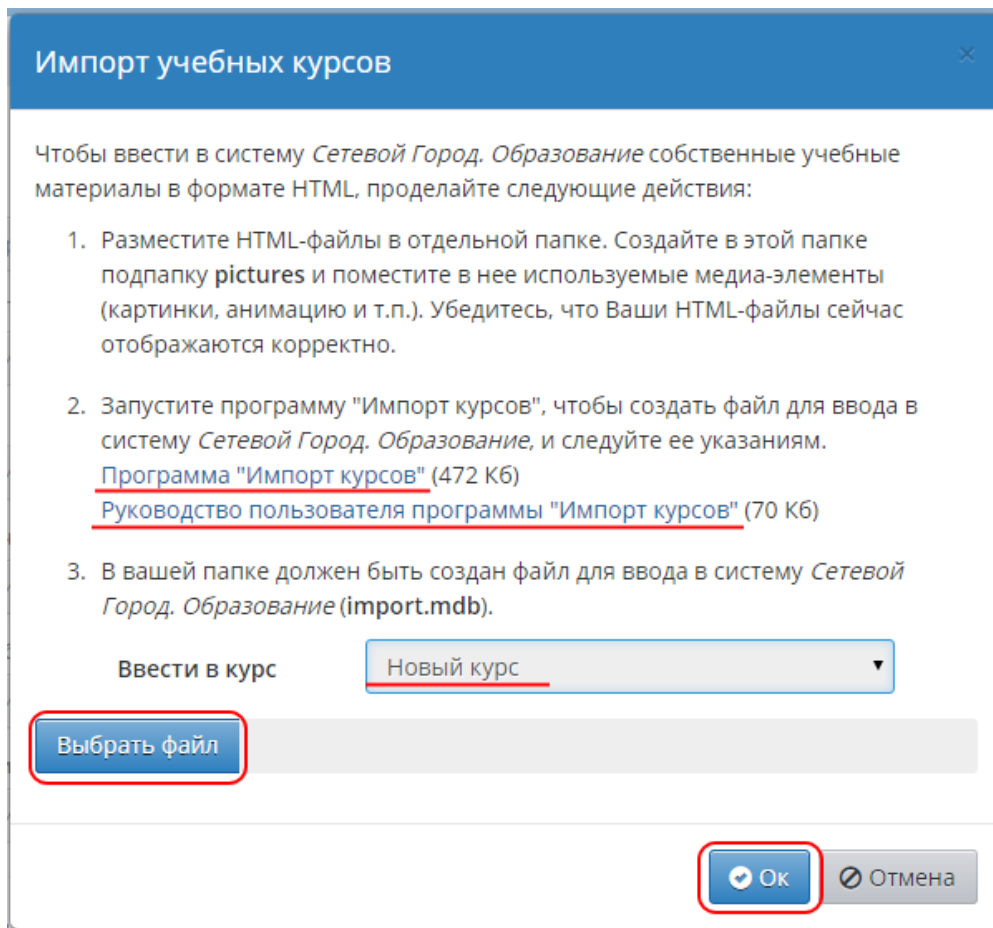 Импорт учебных курсов
×
Чтобы ввести в систему Сетевой Город. Образование собственные учебные
материалы в формате HTML, проделайте следующие действия:
1. Разместите HTML-файлы в отдельной папке. Создайте в этой папке
подпапку pictures и поместите в нее используемые медиа-элементы
(картинки, анимацию и т.п.). Убедитесь, что Ваши HTML-файлы сейчас
отображаются корректно.
2. Запустите программу "Импорт курсов", чтобы создать файл для ввода в
систему Сетевой Город. Образование, и следуйте ее указаниям.
Программа "Импорт курсов" (472 Кб)
Руководство пользователя программы "Импорт курсов" (70 Кб)
3. В вашей папке должен быть создан файл для ввода в систему Сетевой
Город. Образование (import.mdb).
Ввести в курс Новый курс
Выбрать файл
Ок Отмена